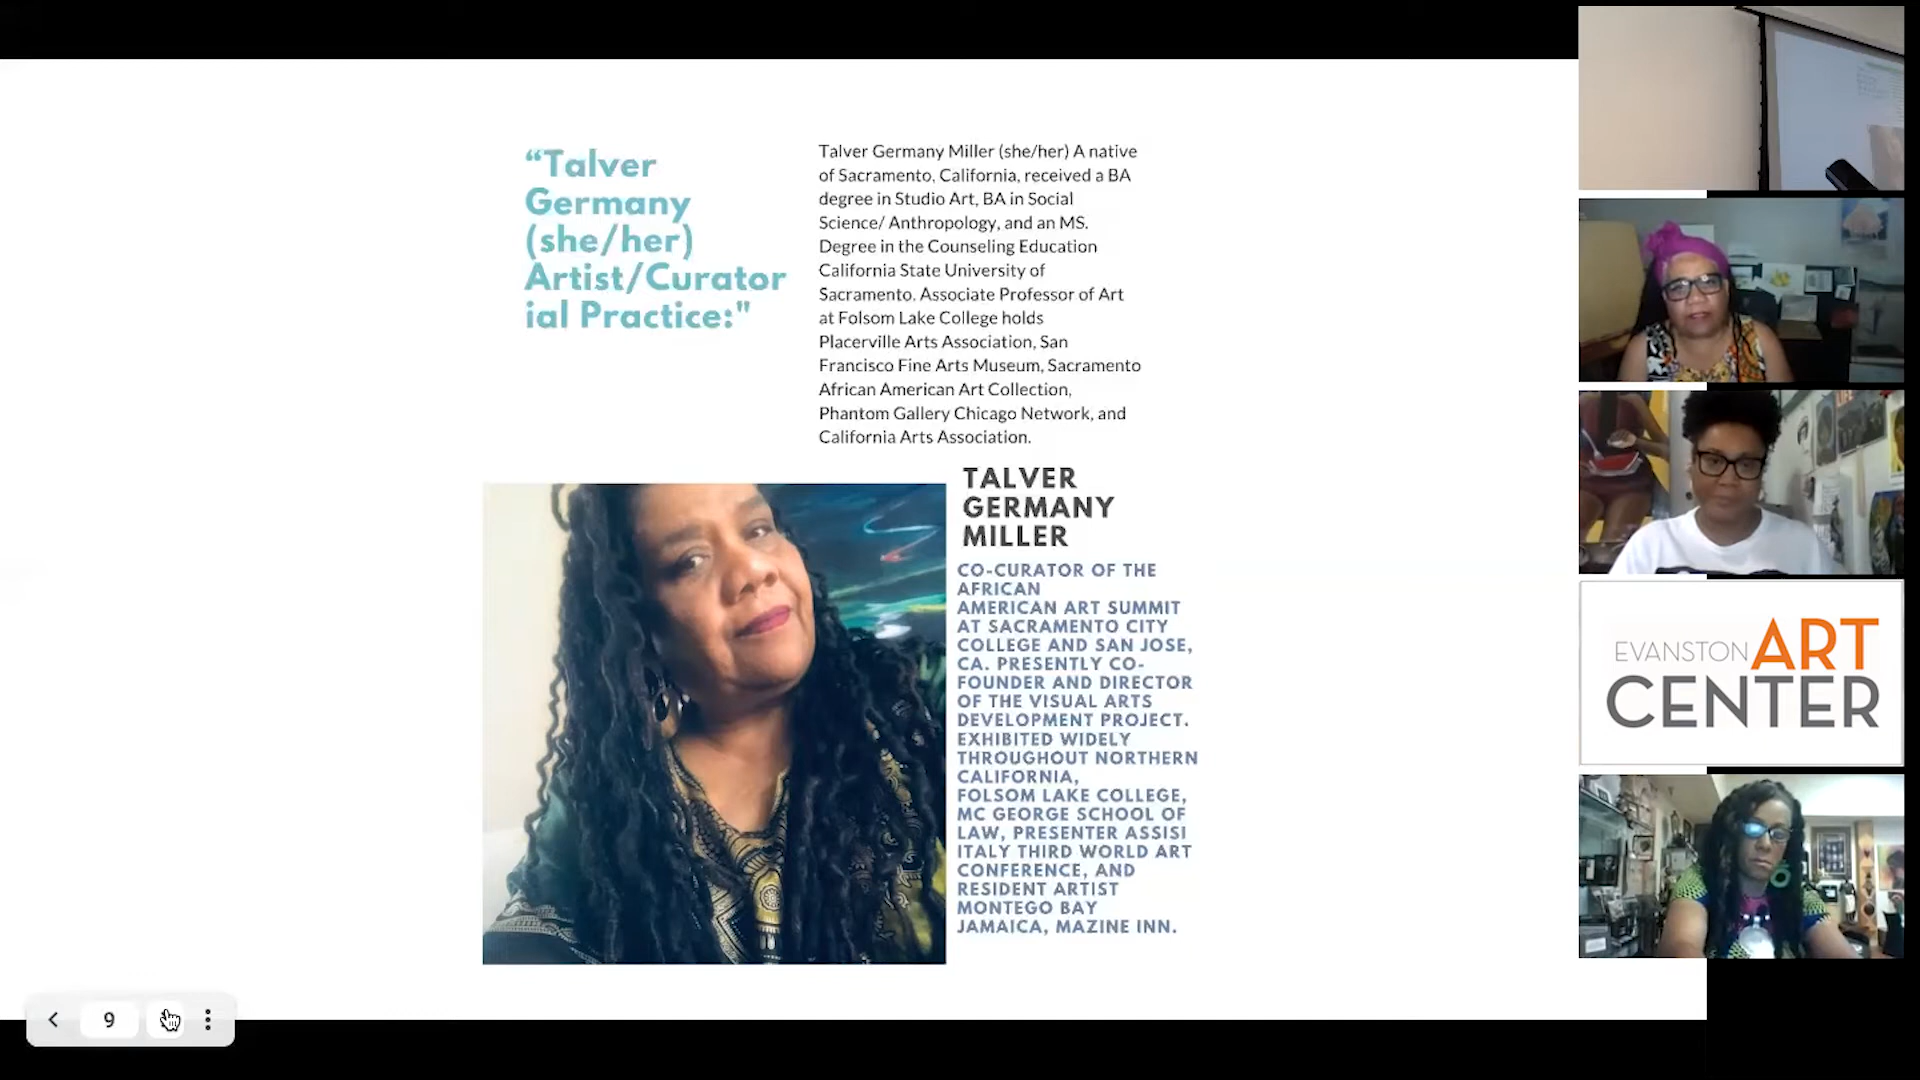 “Talver
Germany
(she/her)
Artist/Curator
ial Practice:"
Talver Germany Miller (she/her) A native
of Sacramento, California, received a BA
degree in Studio Art, BA in Social
Science/ Anthropology, and an MS.
Degree in the Counseling Education
California State University of
Sacramento. Associate Professor of Art
at Folsom Lake College holds
Placerville Arts Association, San
Francisco Fine Arts Museum, Sacramento
African American Art Collection,
Phantom Gallery Chicago Network, and
California Arts Association.
TALVER
GERMANY
MILLER
CO-CURATOR OF THE
AFRICAN
AMERICAN ART SUMMIT
AT SACRAMENTO CITY
COLLEGE AND SAN JOSE,
CA. PRESENTLY CO-
FOUNDER AND DIRECTOR
OF THE VISUAL ARTS
DEVELOPMENT PROJECT.
EXHIBITED WIDELY
THROUGHOUT NORTHERN
CALIFORNIA,
FOLSOM LAKE COLLEGE,
MC GEORGE SCHOOL OF
LAW, PRESENTER ASSISI
ITALY THIRD WORLD ART
CONFERENCE, AND
RESIDENT ARTIST
MONTEGO BAY
JAMAICA, MAZINE INN.
9
LIFE
EVANSTON ART
CENTER